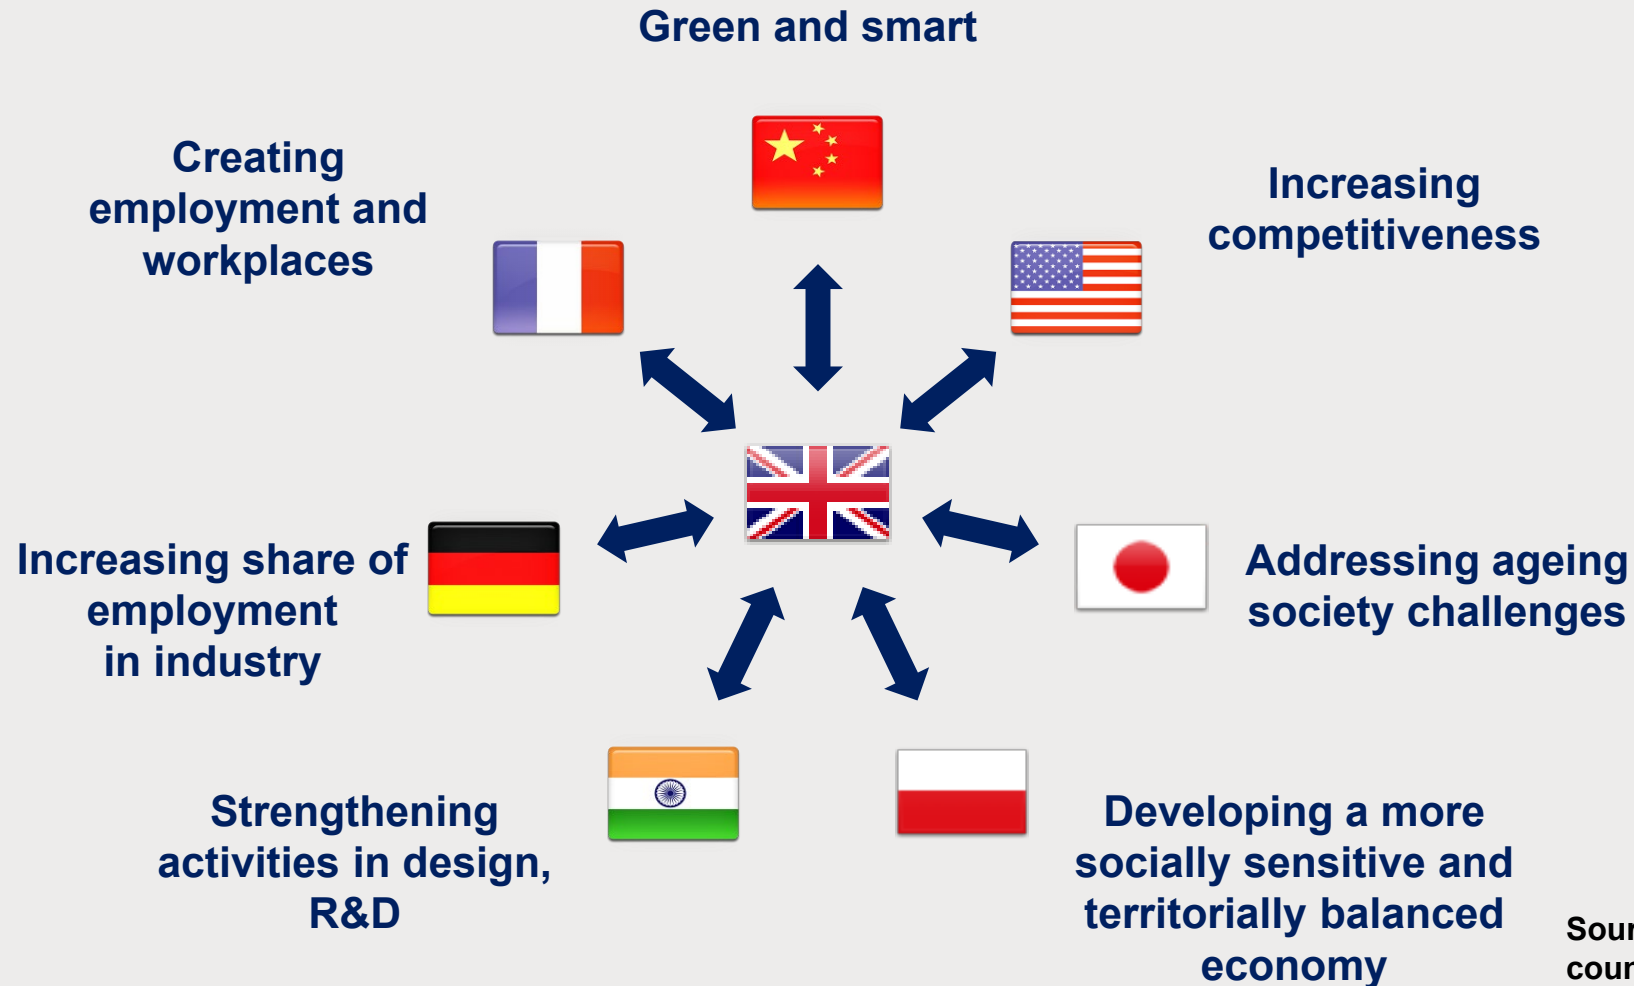 Green and smart
Creating
employment and
workplaces
Increasing
competitiveness
Increasing share of
employment
in industry
Addressing ageing
society challenges
Strengthening
activities in design,
R&D
Developing a more
socially sensitive and
territorially balanced
economy